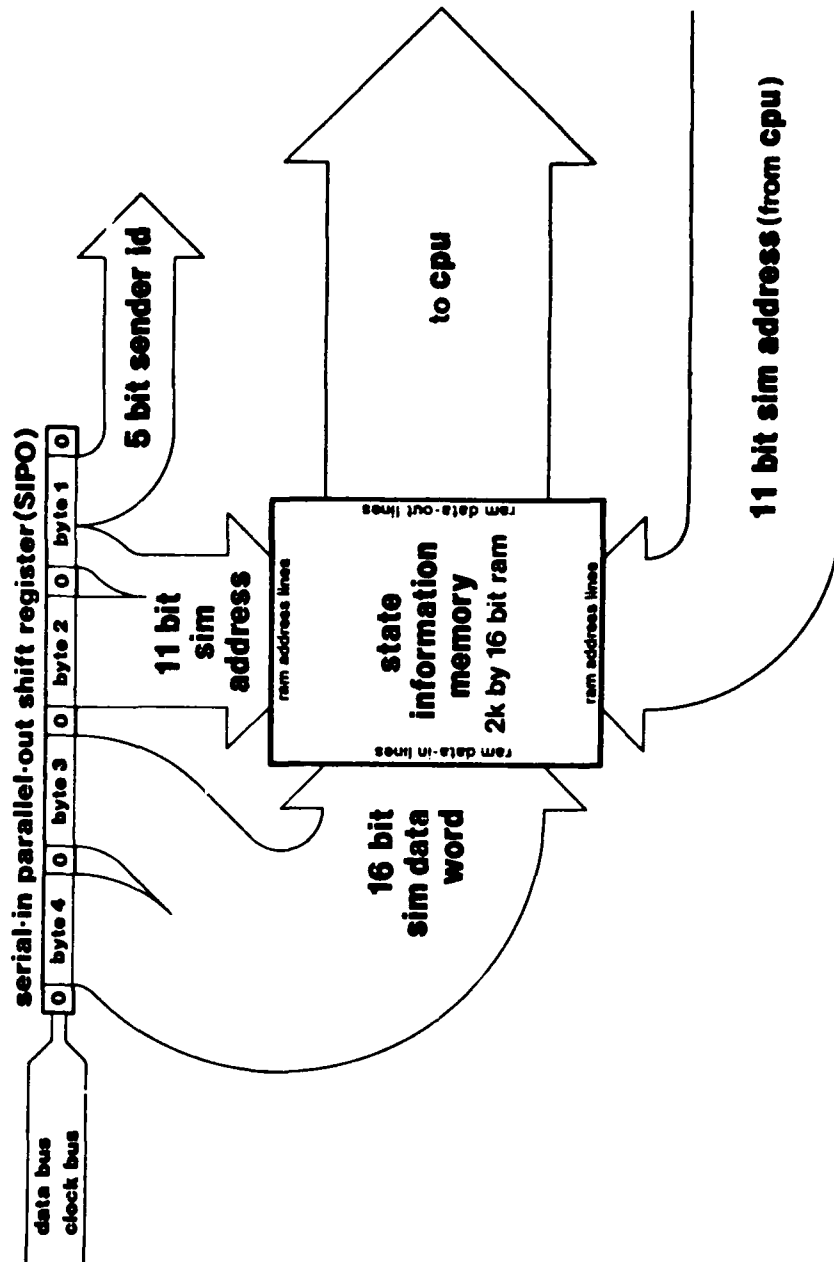 serial-in parallel-out shift register(SIPO)
data bus
clock bus
0 byte 4 0 byte 3 0 byte 2 0 byte 1 0
5 bit sender id
11 bit
sim
address
16 bit
sim data
word
ram address lines
ram data-in lines
state
information
memory
2k by 16 bit ram
ram data-out lines
ram address lines
to cpu
11 bit sim address(from cpu)